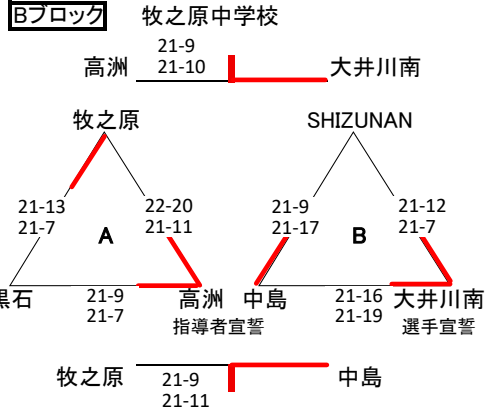 Bブロック 牧之原中学校
21-9
高洲 21-10 大井川南
牧之原 SHIZUNAN
21-13 22-20 21-9 21-12
21-7 A 21-11 21-17 B 21-7
黒石 21-9 高洲 中島 21-16 大井川南
21-7 指導者宣誓 21-19 選手宣誓
牧之原 21-9 中島
21-11